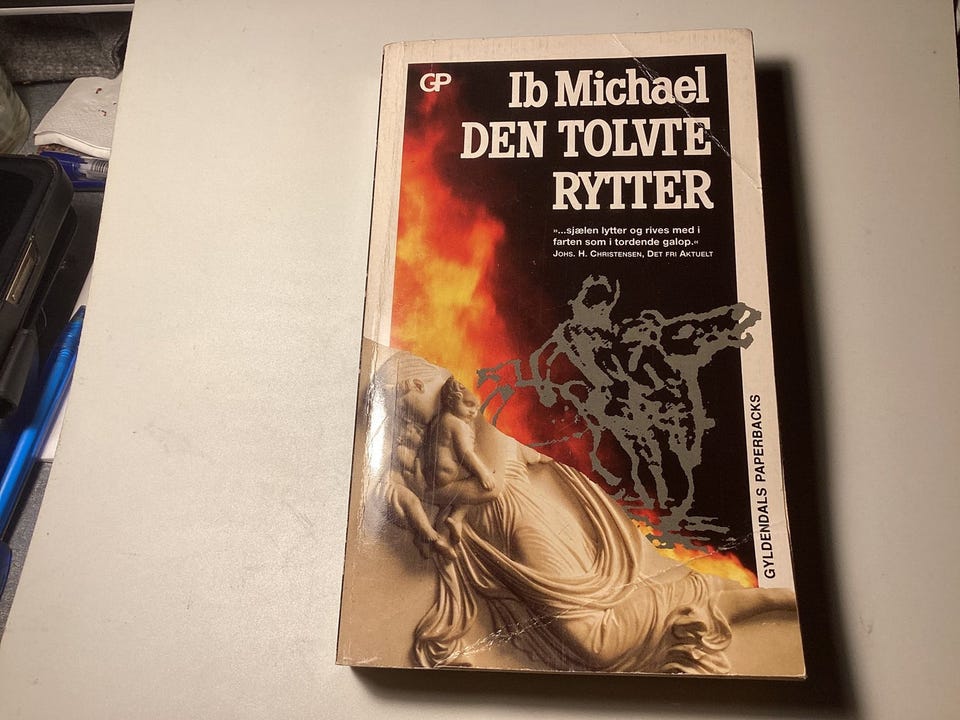 GP
Ib Michael
DEN TOLVTE
RYTTER
»...sjælen lytter og rives med i
farten som i tordende galop.«
JOHS. H. CHRISTENSEN, DET FRI AKTUELT
GYLDENDALS PAPERBACKS